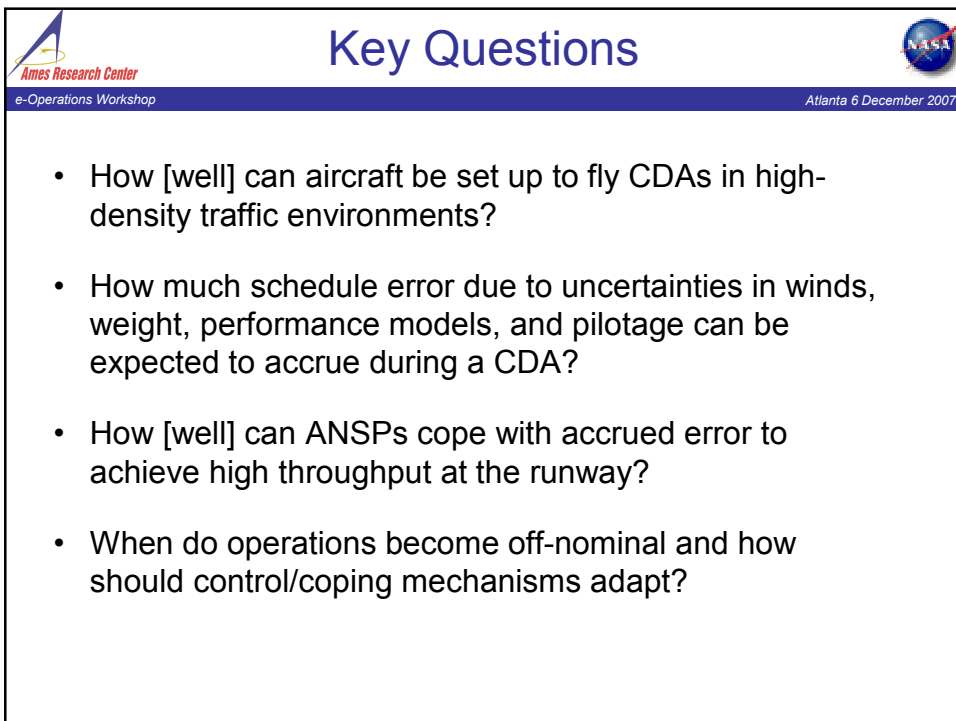 Key Questions
Ames Research Center
NASA
e-Operations Workshop
Atlanta 6 December 2007
• How [well] can aircraft be set up to fly CDAs in high-
density traffic environments?
• How much schedule error due to uncertainties in winds,
weight, performance models, and pilotage can be
expected to accrue during a CDA?
• How [well] can ANSPs cope with accrued error to
achieve high throughput at the runway?
• When do operations become off-nominal and how
should control/coping mechanisms adapt?